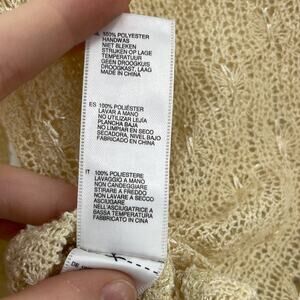 NL 100% POLYESTER
HANDWAS
NIET BLEKEN
STRIJKEN OP LAGE
TEMPERATUUR
GEEN DROOGKUIS
DROOGKAST, LAAG
MADE IN CHINA
ES 100% POLIÉSTER
LAVAR A MANO
NO UTILIZAR LEJÍA
PLANCHA BAJA
NO LIMPIAR EN SECO
SECADORA, NIVEL BAJO
FABRICADO EN CHINA
IT 100% POLIESTERE
LAVAGGIO A MANO
NON CANDEGGIARE
STIRARE A FREDDO
NON LAVARE A SECCO
ASCIUGARE
NELL'ASCIUGATRICE A
BASSA TEMPERATURA
FABBRICATO IN CINA
DE